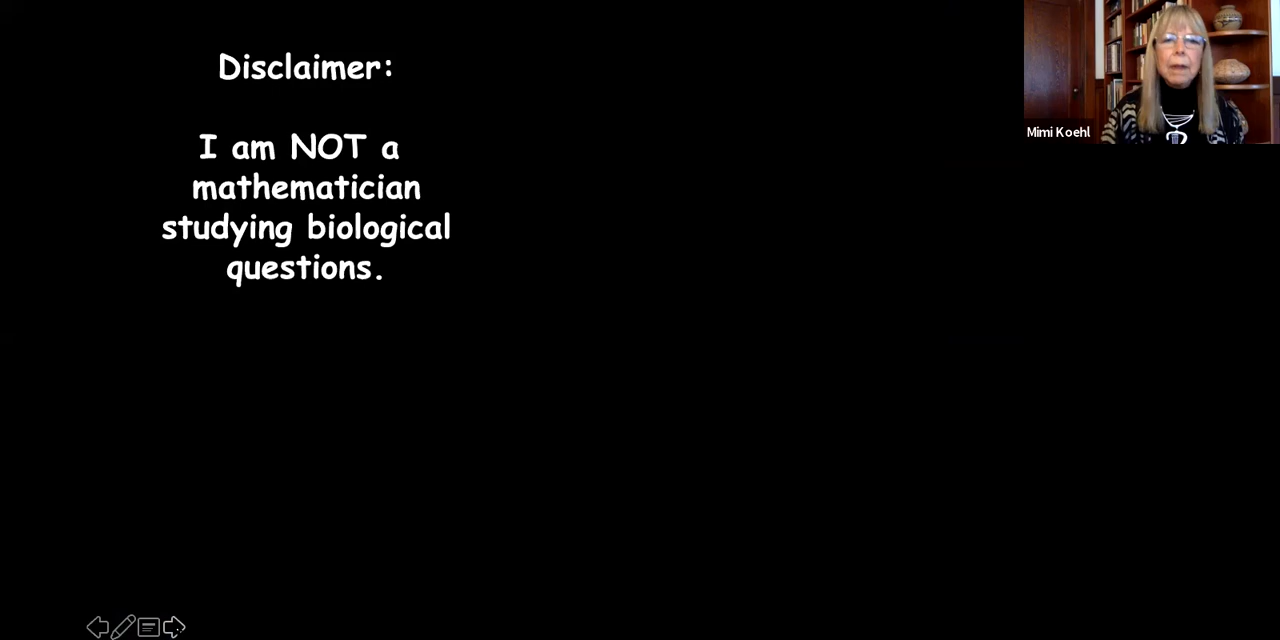 Disclaimer:
I am NOT a
mathematician
studying biological
questions.
Mimi Koehl